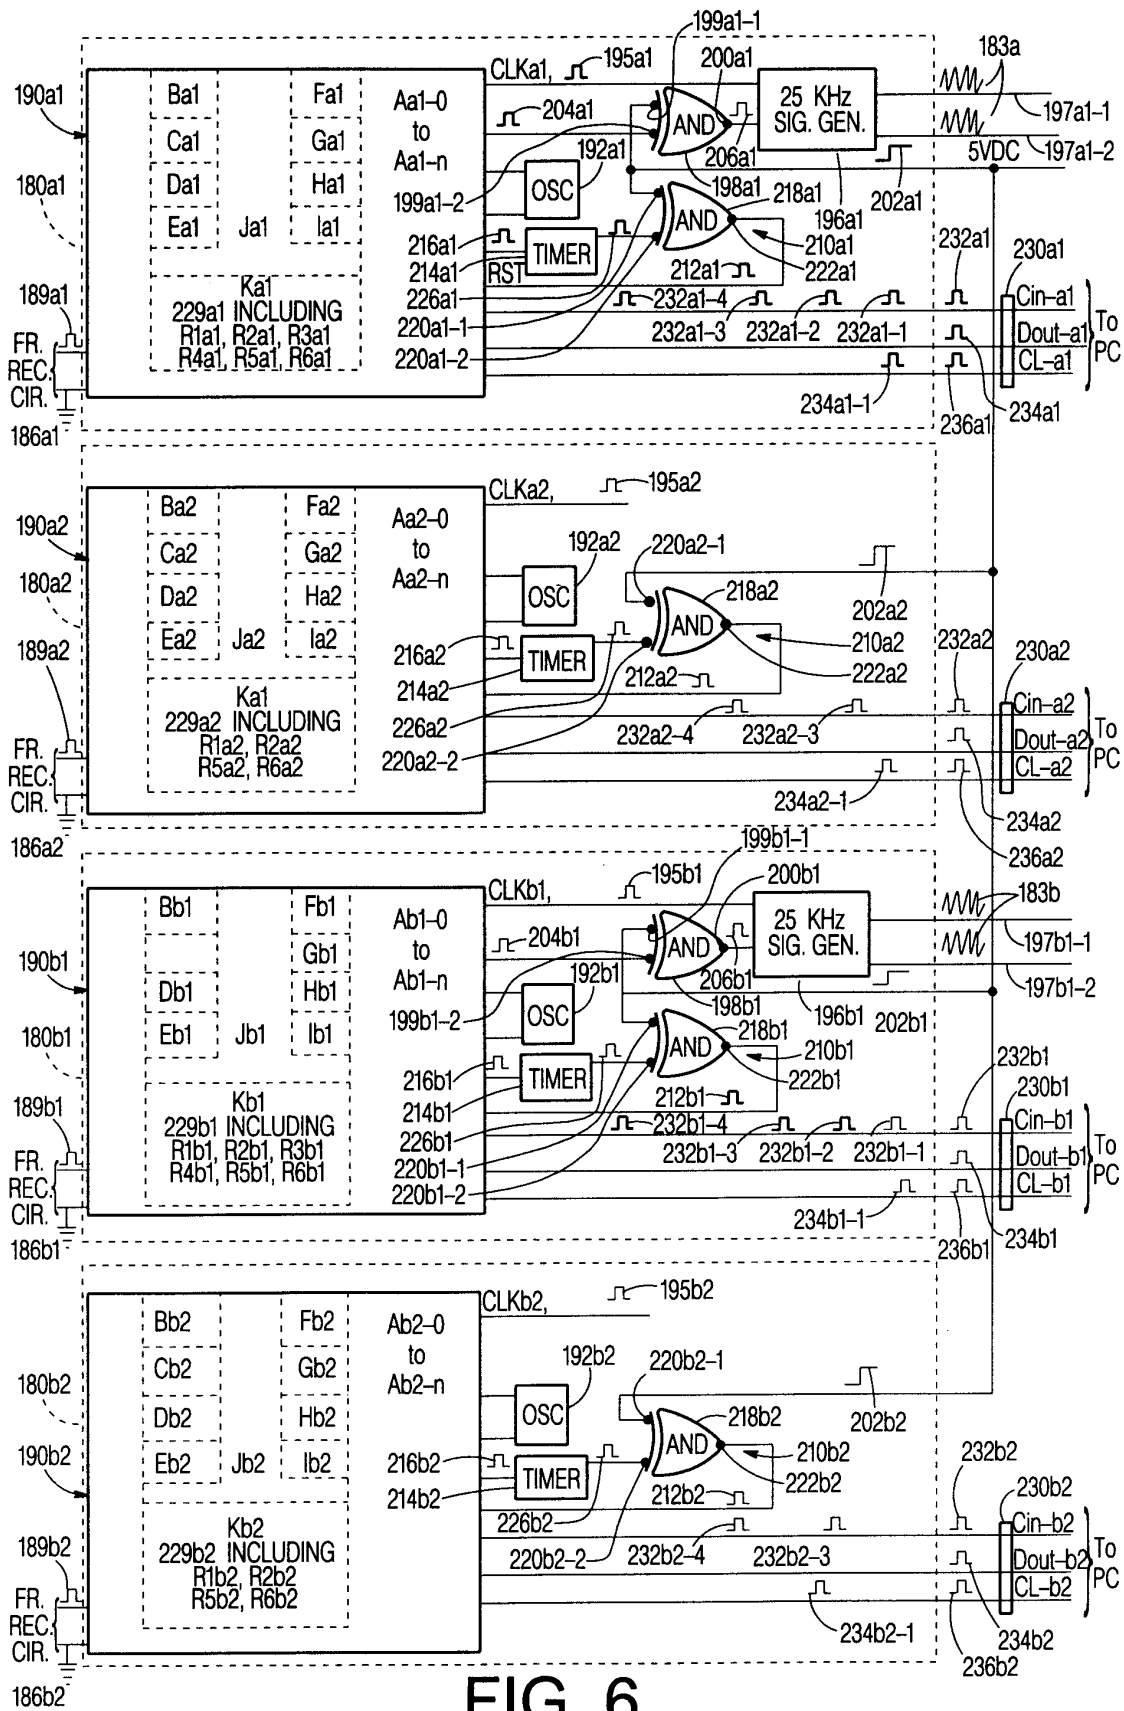 199a1-1
CLKa1,
195a1
200a1
183a
190a1
Ba1
Fa1
Aa1-0
to
Aa1-n
204a1
AND
206a1
25 KHz
SIG. GEN.
197a1-1
Ca1
Ga1
192a1
5VDC
197a1-2
180a1
Da1
Ha1
199a1-2
OSC
198a1
218a1
202a1
Ea1
Ja1
Ia1
216a1
TIMER
AND
196a1
210a1
232a1
230a1
189a1
214a1
RST
212a1
222a1
Ka1
229a1 INCLUDING
R1a1, R2a1, R3a1
R4a1, R5a1, R6a1
226a1
232a1-4
Cin-a1
FR.
REC.
CIR.
220a1-1
232a1-3
232a1-2
232a1-1
Dout-a1
To
PC
220a1-2
CL-a1
186a1
234a1-1
236a1
234a1
CLKa2,
195a2
190a2
Ba2
Fa2
Aa2-0
to
Aa2-n
Ca2
Ga2
192a2
220a2-1
180a2
Da2
Ha2
OSC
218a2
202a2
Ea2
Ja2
Ia2
AND
210a2
232a2
189a2
216a2
TIMER
222a2
230a2
214a2
212a2
Ka1
229a2 INCLUDING
R1a2, R2a2
R5a2, R6a2
226a2
232a2-4
232a2-3
Cin-a2
FR.
REC.
CIR.
220a2-2
Dout-a2
To
PC
CL-a2
234a2-1
234a2
186a2
236a2
199b1-1
CLKb1,
195b1
200b1
183b
190b1
Bb1
Fb1
Ab1-0
to
Ab1-n
204b1
AND
206b1
25 KHz
SIG. GEN.
197b1-1
Gb1
192b1
197b1-2
Db1
Hb1
199b1-2
OSC
198b1
196b1
202b1
180b1
Eb1
Jb1
Ib1
218b1
AND
210b1
232b1
216b1
TIMER
222b1
230b1
189b1
214b1
212b1
Kb1
229b1 INCLUDING
R1b1, R2b1, R3b1
R4b1, R5b1, R6b1
226b1
232b1-4
Cin-b1
FR.
REC.
CIR.
220b1-1
232b1-3
232b1-2
232b1-1
Dout-b1
To
PC
220b1-2
CL-b1
234b1-1
186b1
236b1
234b1
CLKb2,
195b2
Bb2
Fb2
Ab2-0
to
Ab2-n
Cb2
Gb2
192b2
220b2-1
180b2
Db2
Hb2
OSC
218b2
202b2
190b2
Eb2
Jb2
Ib2
216b2
TIMER
AND
210b2
232b2
214b2
212b2
222b2
230b2
Kb2
229b2 INCLUDING
R1b2, R2b2
R5b2, R6b2
226b2
Cin-b2
189b2
220b2-2
232b2-4
232b2-3
Dout-b2
To
PC
FR.
REC.
CIR.
CL-b2
234b2-1
234b2
186b2
236b2
FIG. 6